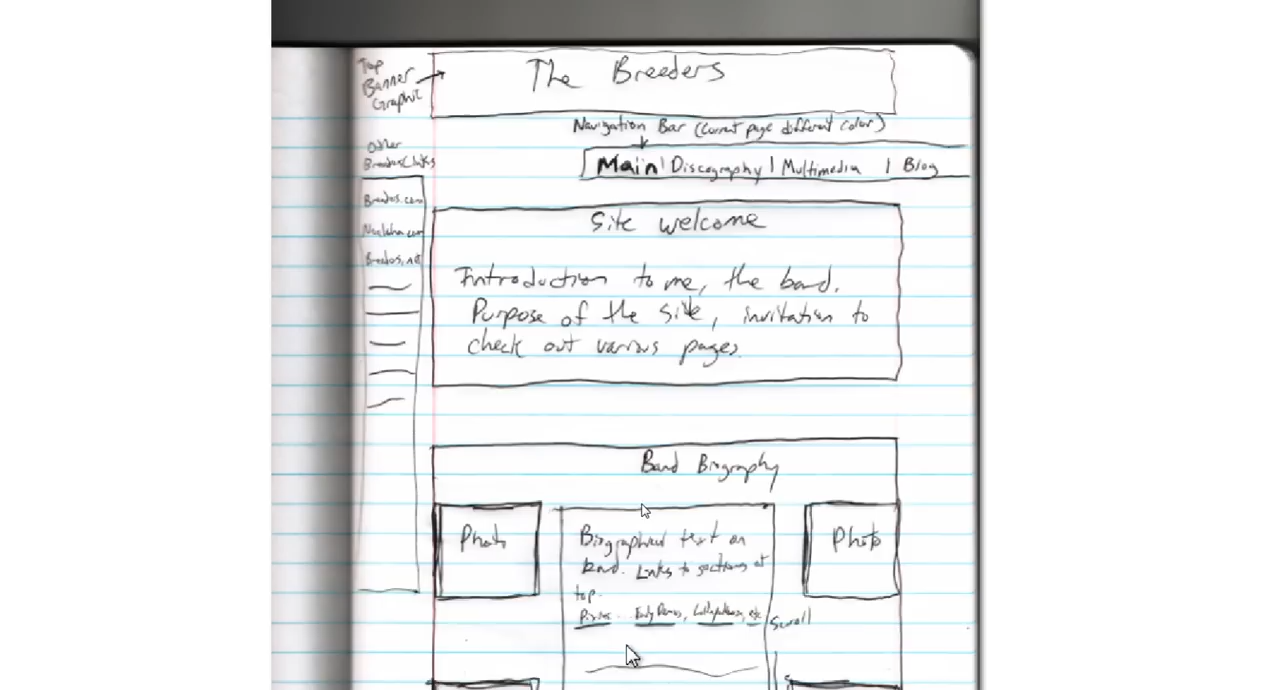 The Breeders
Top
Banner
Graphic
Navigation Bar (Current page different color)
Main | Discography | Multimedia | Blog
Other
Breeders Links
Breeders.com
Breeders.net
Site welcome
Introduction to me, the band.
Purpose of the site, invitation to
check out various pages.
Band Biography
Photo
Biographical text on
band. Links to sections at
top.
Pixies. Early Demos, , etc
Scroll
Photo